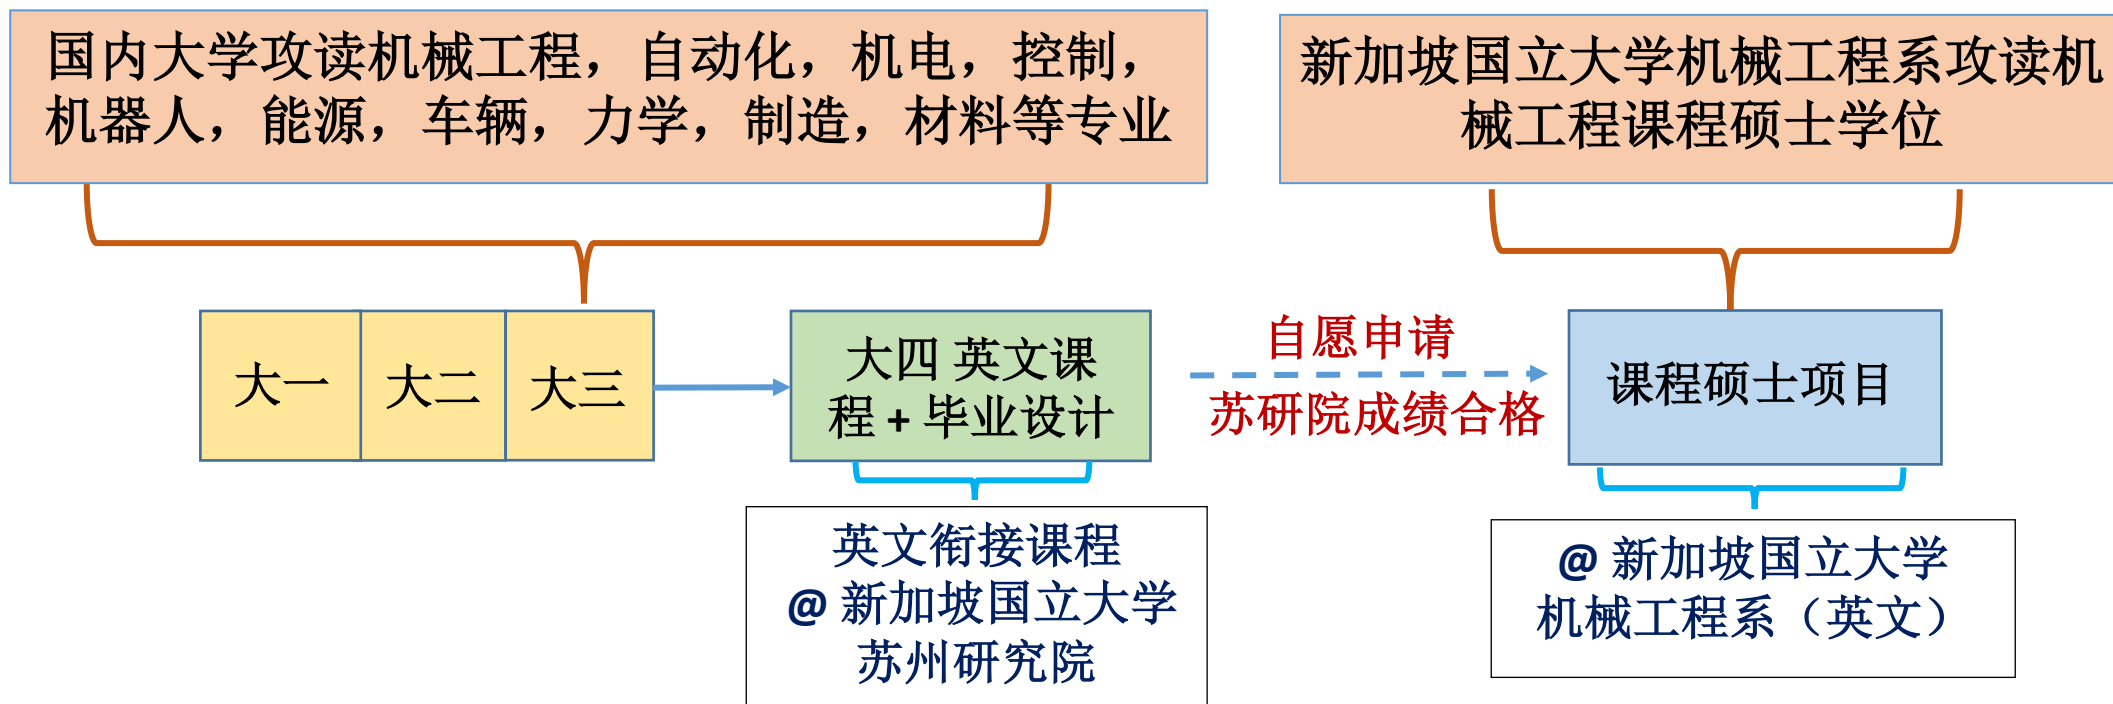 国内大学攻读机械工程，自动化，机电，控制，
机器人，能源，车辆，力学，制造，材料等专业
新加坡国立大学机械工程系攻读机
械工程课程硕士学位
大一
大二
大三
大四 英文课
程 + 毕业设计
自愿申请
苏研院成绩合格
课程硕士项目
英文衔接课程
@ 新加坡国立大学
苏州研究院
@ 新加坡国立大学
机械工程系（英文）